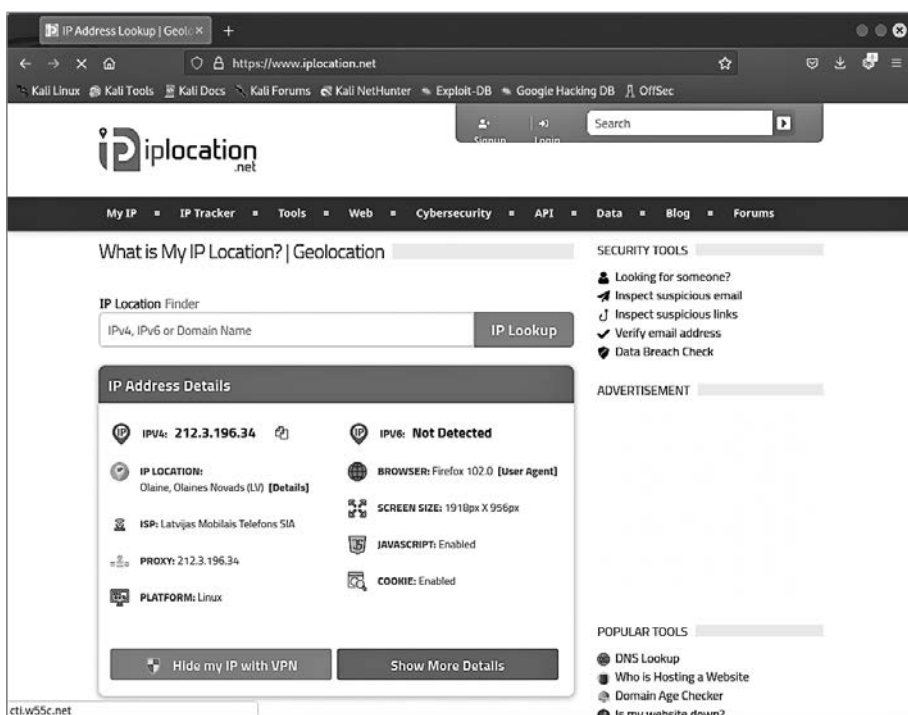 IP Address Lookup | Geolo
https://www.iplocation.net
Kali Linux Kali Tools Kali Docs Kali Forums Kali NetHunter Exploit-DB Google Hacking DB OffSec
Signup Login Search
iplocation
.net
My IP IP Tracker Tools Web Cybersecurity API Data Blog Forums
What is My IP Location? | Geolocation
IP Location Finder
IPv4, IPv6 or Domain Name IP Lookup
IP Address Details
IPV4: 212.3.196.34
IPV6: Not Detected
IP LOCATION:
Olaine, Olaines Novads (LV) [Details]
BROWSER: Firefox 102.0 [User Agent]
SCREEN SIZE: 1918px X 956px
ISP: Latvijas Mobilais Telefons SIA
JAVASCRIPT: Enabled
PROXY: 212.3.196.34
COOKIE: Enabled
PLATFORM: Linux
Hide my IP with VPN
Show More Details
SECURITY TOOLS
Looking for someone?
Inspect suspicious email
Inspect suspicious links
Verify email address
Data Breach Check
ADVERTISEMENT
POPULAR TOOLS
DNS Lookup
Who is Hosting a Website
Domain Age Checker
Is my website down?
cti.w55c.net